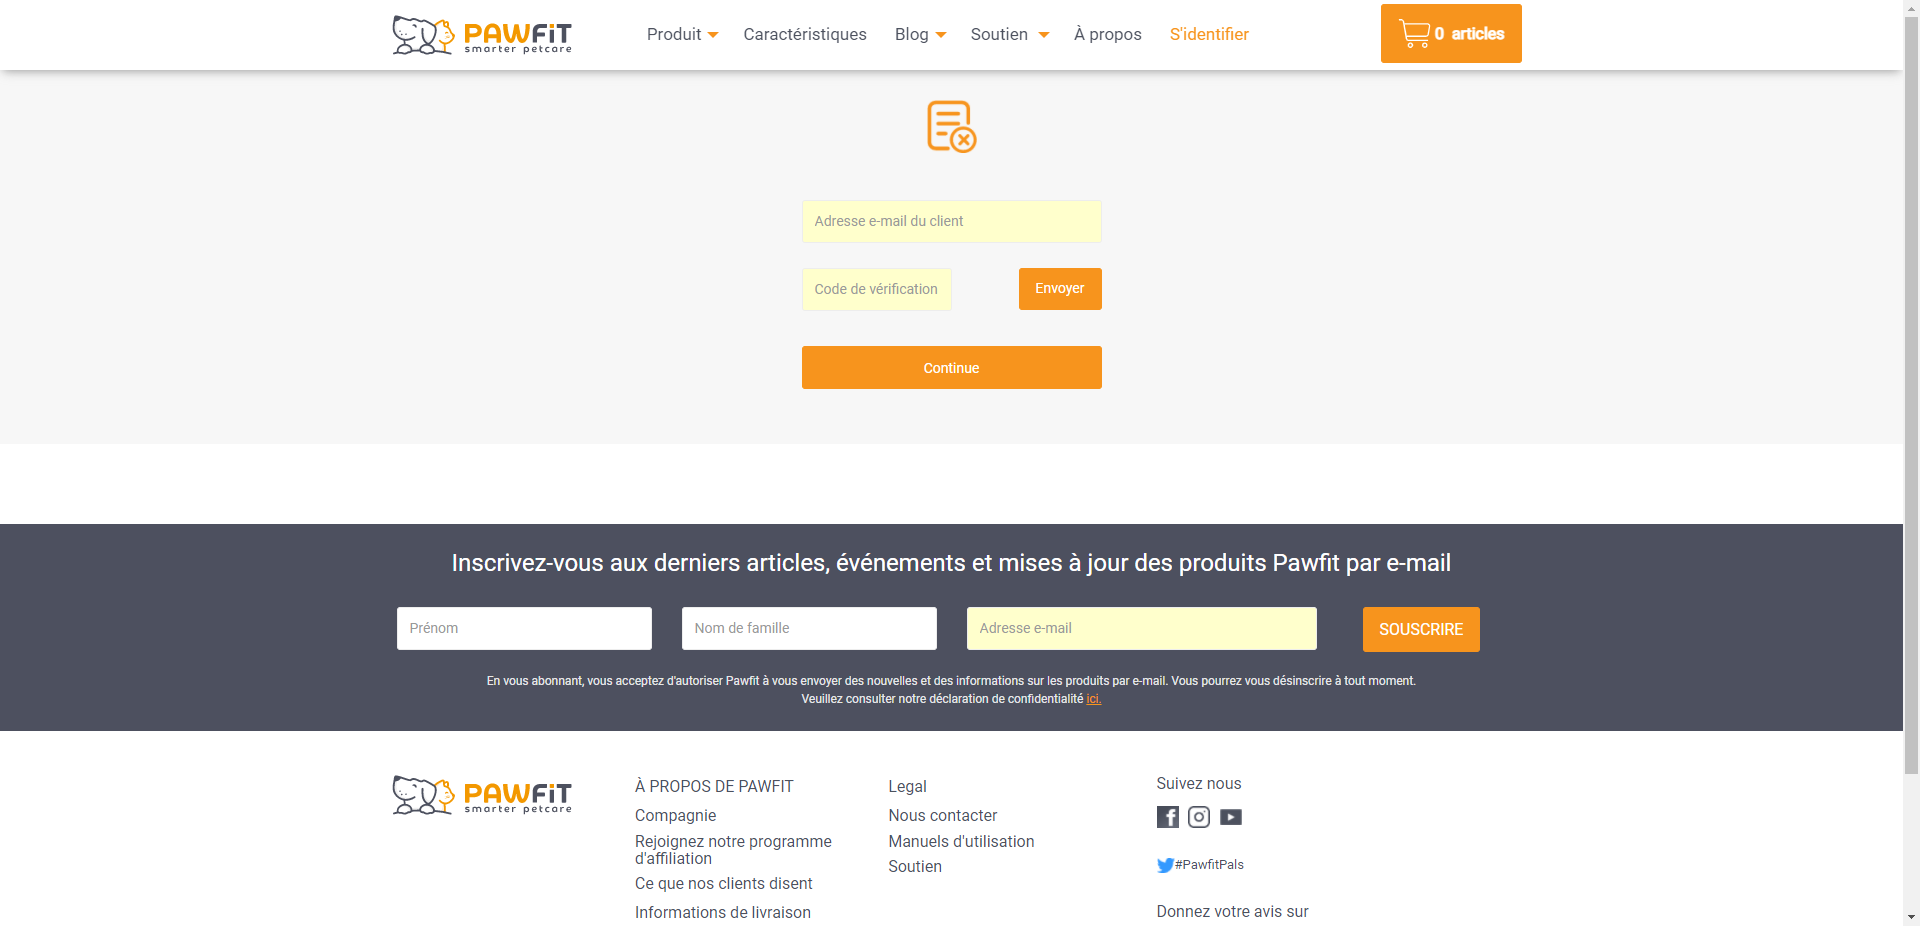 PAWFiT
smarter petcare
Produit
Caractéristiques
Blog
Soutien
À propos
S'identifier
0 articles
Adresse e-mail du client
Code de vérification
Envoyer
Continue
Inscrivez-vous aux derniers articles, événements et mises à jour des produits Pawfit par e-mail
Prénom
Nom de famille
Adresse e-mail
SOUSCRIRE
En vous abonnant, vous acceptez d'autoriser Pawfit à vous envoyer des nouvelles et des informations sur les produits par e-mail. Vous pourrez vous désinscrire à tout moment.
Veuillez consulter notre déclaration de confidentialité ici.
PAWFiT
smarter petcare
À PROPOS DE PAWFIT
Compagnie
Rejoignez notre programme
d'affiliation
Ce que nos clients disent
Informations de livraison
Legal
Nous contacter
Manuels d'utilisation
Soutien
Suivez nous
#PawfitPals
Donnez votre avis sur